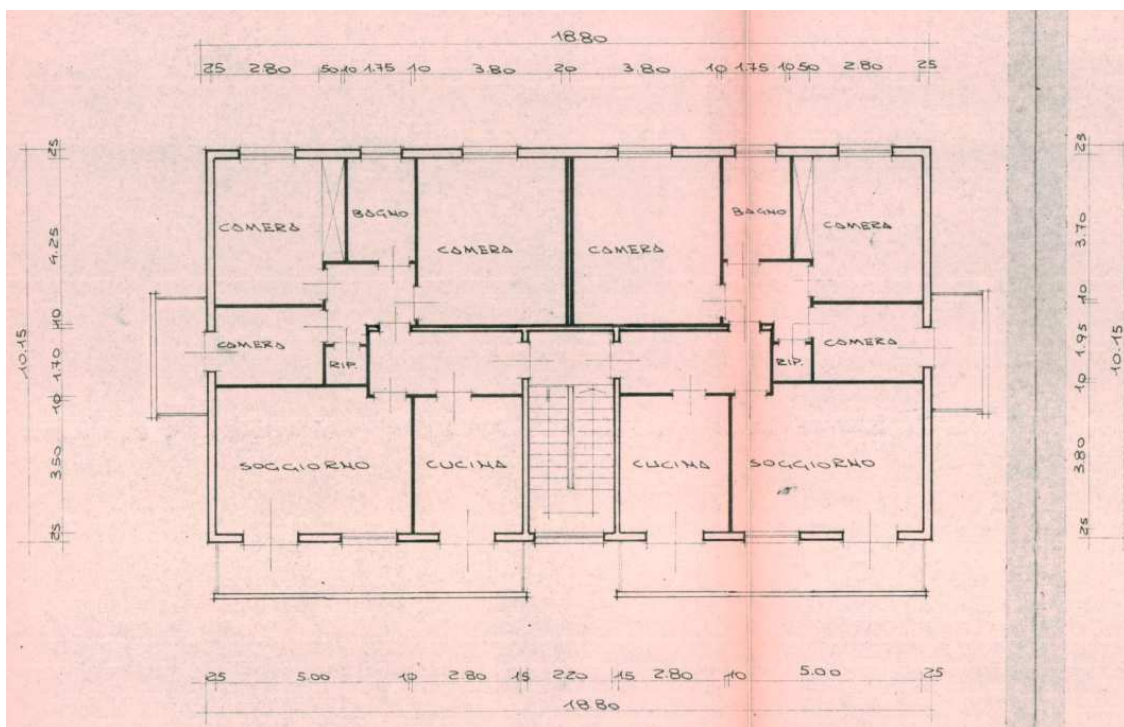 18.80
25 2.80 50 10 1.75 10 3.80 20 3.80 10 1.75 10 50 2.80 25
25 4.25 10 1.70 10 3.50 25
10.15
25 3.70 10 1.95 10 3.80 25
10.15
CAMERA BAGNO CAMERA CAMERA BAGNO CAMERA
CAMERA RIP. RIP. CAMERA
SOGGIORNO CUCINA CUCINA SOGGIORNO
25 5.00 10 2.80 15 220 15 2.80 10 5.00 25
18.80